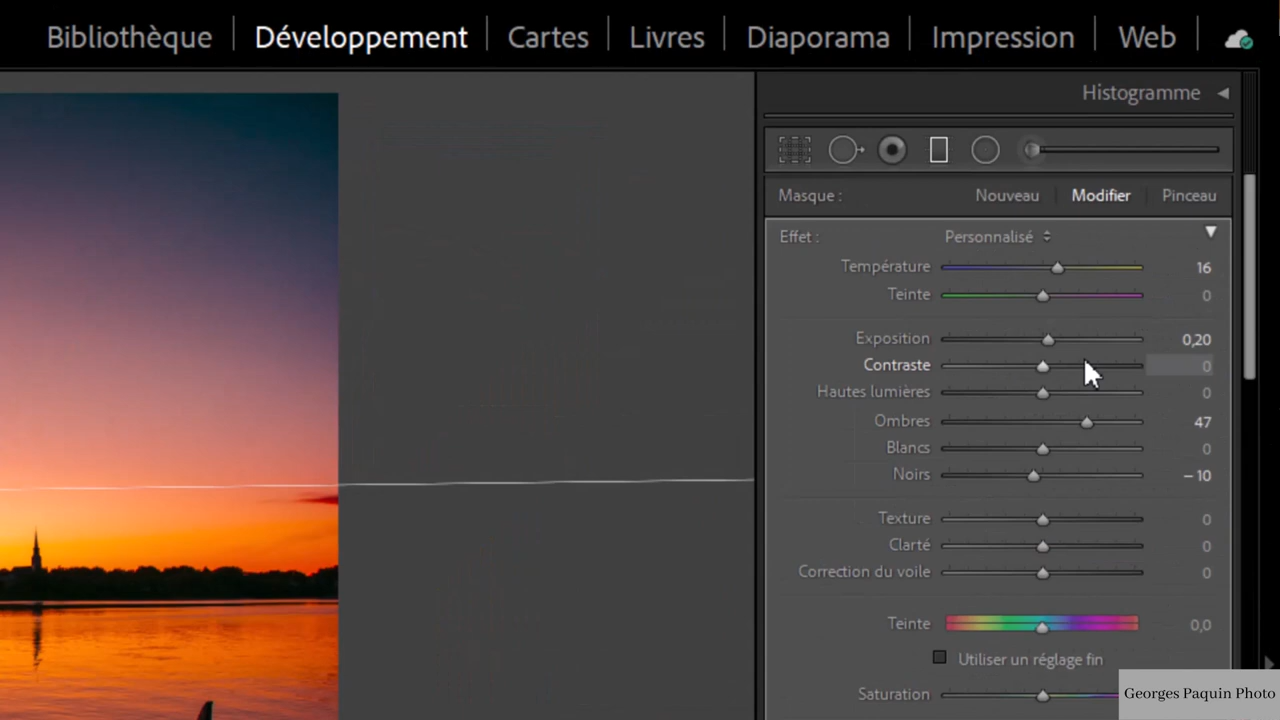 Bibliothèque | Développement | Cartes | Livres | Diaporama | Impression | Web
Histogramme
Masque : Nouveau | Modifier | Pinceau
Effet : Personnalisé
Température 16
Teinte 0
Exposition 0,20
Contraste 0
Hautes lumières 0
Ombres 47
Blancs 0
Noirs – 10
Texture 0
Clarté 0
Correction du voile 0
Teinte 0,0
Utiliser un réglage fin
Saturation
Georges Paquin Photo